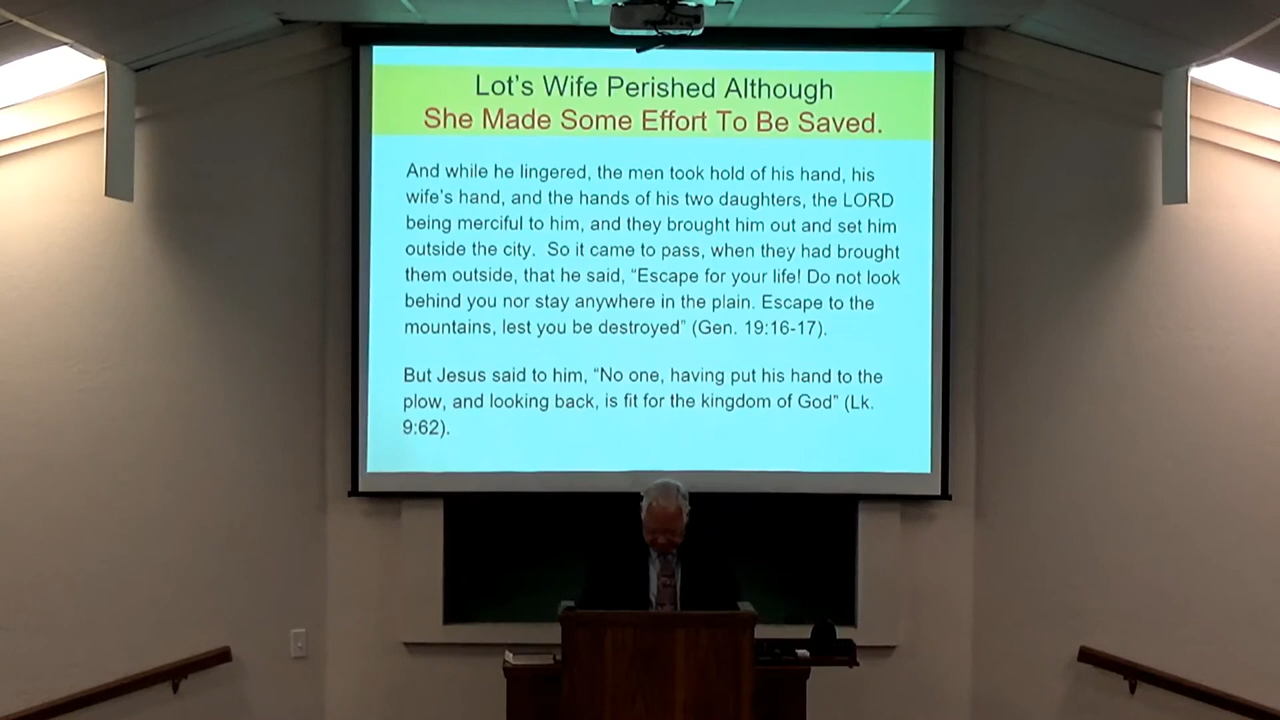 Lot's Wife Perished Although
She Made Some Effort To Be Saved.
And while he lingered, the men took hold of his hand, his
wife's hand, and the hands of his two daughters, the LORD
being merciful to him, and they brought him out and set him
outside the city.  So it came to pass, when they had brought
them outside, that he said, “Escape for your life! Do not look
behind you nor stay anywhere in the plain. Escape to the
mountains, lest you be destroyed” (Gen. 19:16-17).
But Jesus said to him, “No one, having put his hand to the
plow, and looking back, is fit for the kingdom of God” (Lk.
9:62).